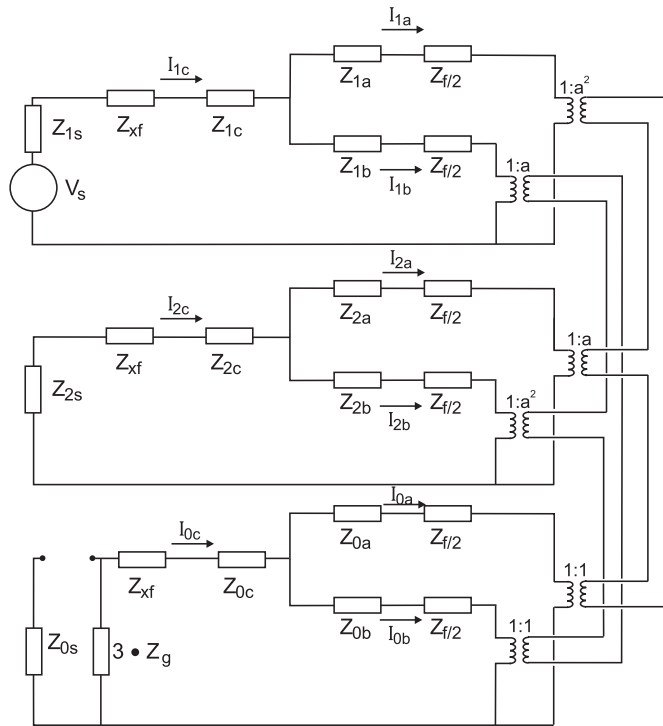 I1a
I1c
1:a²
Z1a
Zf/2
Z1s
Zxf
Z1c
Z1b
Zf/2
1:a
Vs
I1b
I2a
I2c
Z2a
Zf/2
1:a
Zxf
Z2c
Z2s
Z2b
Zf/2
1:a²
I2b
I0a
I0c
Z0a
Zf/2
1:1
Zxf
Z0c
Z0s
3 • Zg
Z0b
Zf/2
1:1
I0b